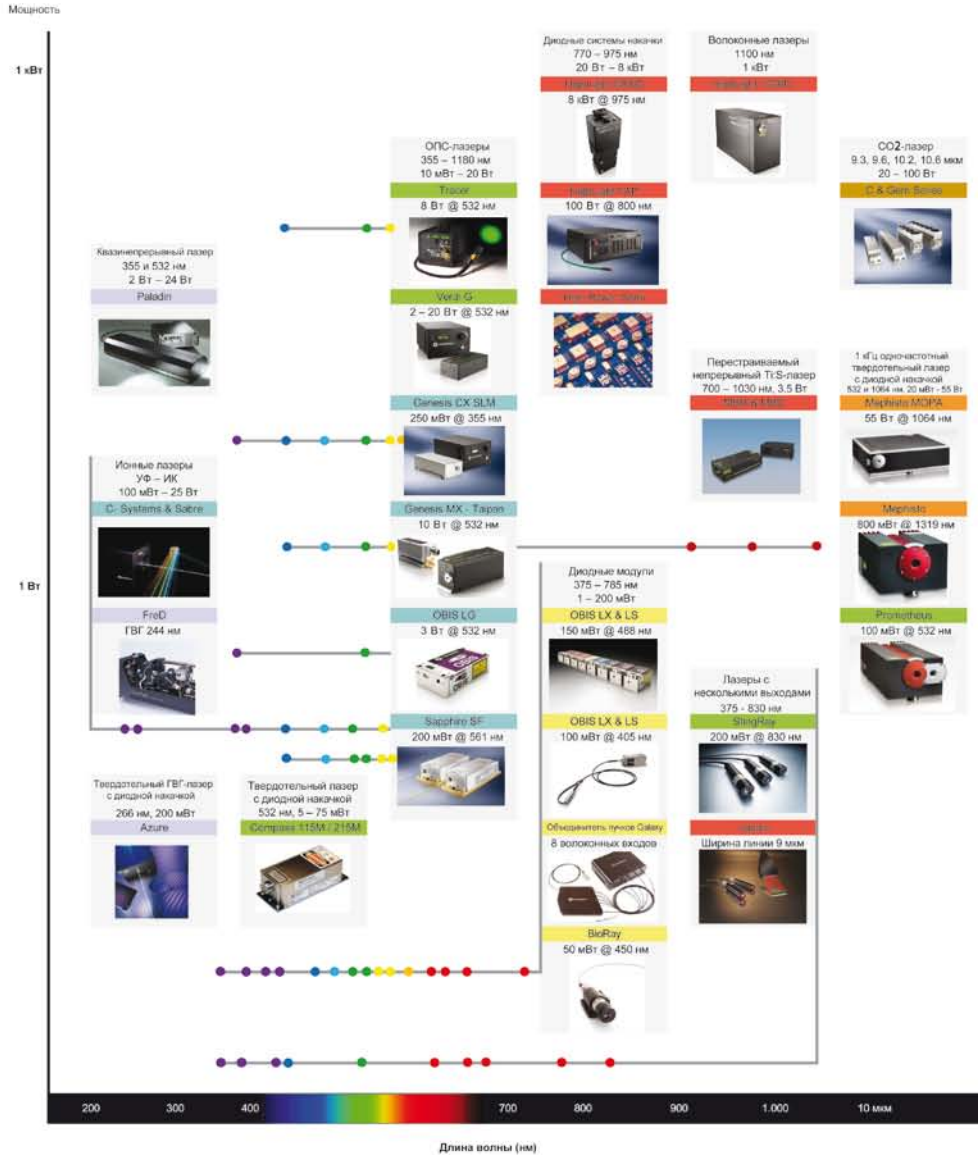 Мощность
1 кВт
1 Вт
Диодные системы накачки
770 – 975 нм
20 Вт – 8 кВт
8 кВт @ 975 нм
100 Вт @ 800 нм
Волоконные лазеры
1100 нм
1 кВт
ОПС-лазеры
355 – 1180 нм
10 мВт – 20 Вт
Tracer
8 Вт @ 532 нм
Verdi G
2 – 20 Вт @ 532 нм
Genesis CX SLM
250 мВт @ 355 нм
Genesis MX - Taipan
10 Вт @ 532 нм
OBIS LG
3 Вт @ 532 нм
Sapphire SF
200 мВт @ 561 нм
CO2-лазер
9.3, 9.6, 10.2, 10.6 мкм
20 – 100 Вт
C & Gem Series
Квазинепрерывный лазер
355 и 532 нм
2 Вт – 24 Вт
Paladin
Перестраиваемый
непрерывный Ti:S-лазер
700 – 1030 нм, 3.5 Вт
1 кГц одночастотный
твердотельный лазер
с диодной накачкой
532 и 1064 нм, 20 мВт - 55 Вт
Mephisto MOPA
55 Вт @ 1064 нм
Mephisto
800 мВт @ 1319 нм
Prometheus
100 мВт @ 532 нм
Ионные лазеры
УФ – ИК
100 мВт – 25 Вт
C- Systems & Sabre
FreD
ГВГ 244 нм
Диодные модули
375 – 785 нм
1 – 200 мВт
OBIS LX & LS
150 мВт @ 488 нм
OBIS LX & LS
100 мВт @ 405 нм
Объединитель пучков Galaxy
8 волоконных входов
BioRay
50 мВт @ 450 нм
Лазеры с
несколькими выходами
375 - 830 нм
StingRay
200 мВт @ 830 нм
Ширина линии 9 мкм
Твердотельный ГВГ-лазер
с диодной накачкой
266 нм, 200 мВт
Azure
Твердотельный лазер
с диодной накачкой
532 нм, 5 – 75 мВт
Compass 115M / 215M
200 300 400 700 800 900 1.000 10 мкм
Длина волны (нм)